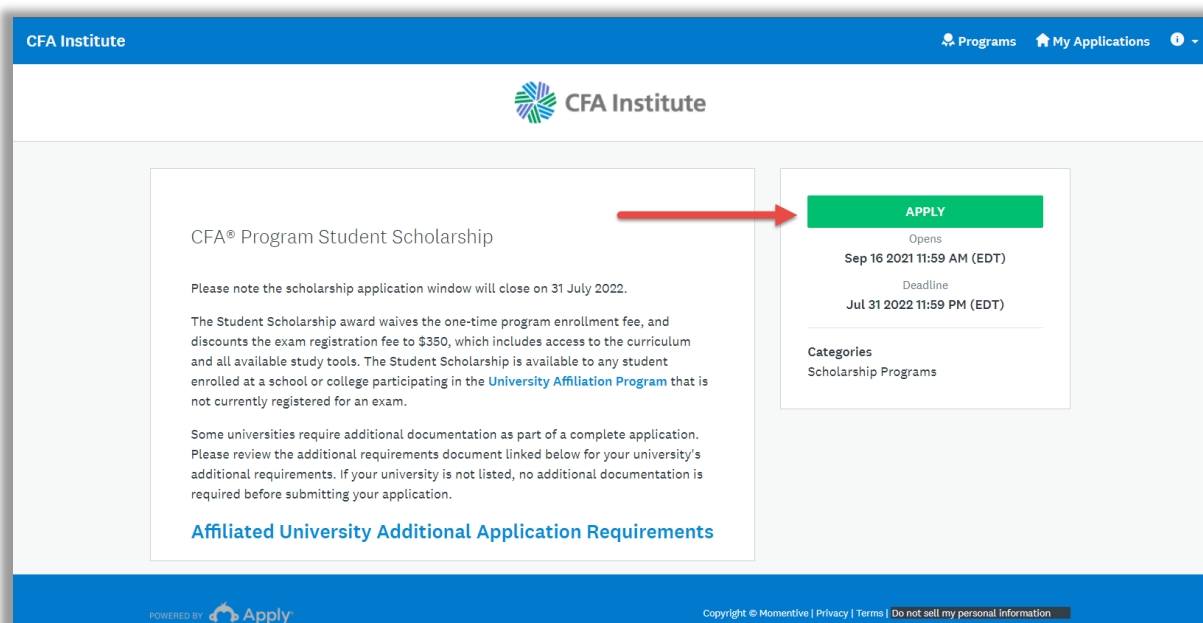 CFA Institute
Programs
My Applications
CFA Institute
CFA® Program Student Scholarship
Please note the scholarship application window will close on 31 July 2022.
The Student Scholarship award waives the one-time program enrollment fee, and
discounts the exam registration fee to $350, which includes access to the curriculum
and all available study tools. The Student Scholarship is available to any student
enrolled at a school or college participating in the University Affiliation Program that is
not currently registered for an exam.
Some universities require additional documentation as part of a complete application.
Please review the additional requirements document linked below for your university's
additional requirements. If your university is not listed, no additional documentation is
required before submitting your application.
Affiliated University Additional Application Requirements
APPLY
Opens
Sep 16 2021 11:59 AM (EDT)
Deadline
Jul 31 2022 11:59 PM (EDT)
Categories
Scholarship Programs
POWERED BY Apply
Copyright © Momentive | Privacy | Terms | Do not sell my personal information